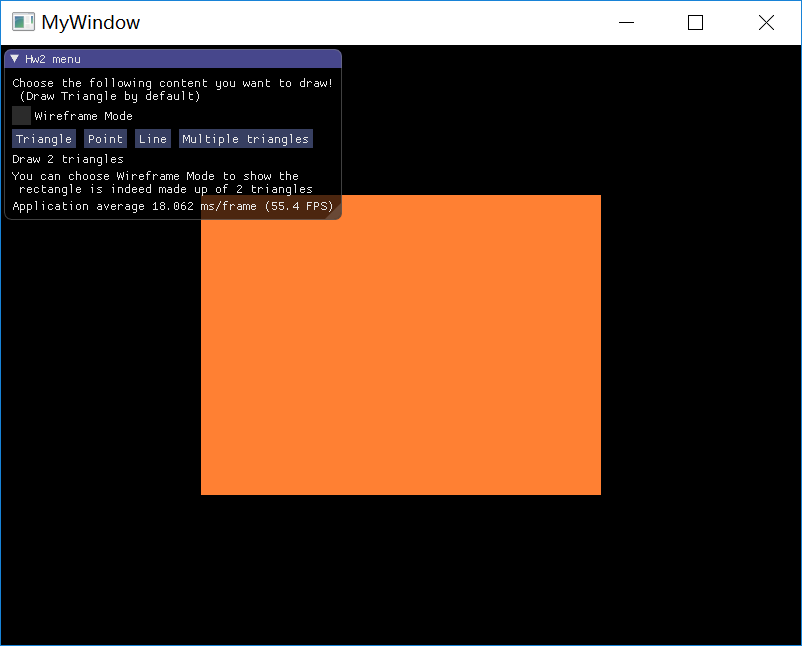 MyWindow
Hw2 menu
Choose the following content you want to draw!
(Draw Triangle by default)
Wireframe Mode
Triangle Point Line Multiple triangles
Draw 2 triangles
You can choose Wireframe Mode to show the
rectangle is indeed made up of 2 triangles
Application average 18.062 ms/frame (55.4 FPS)